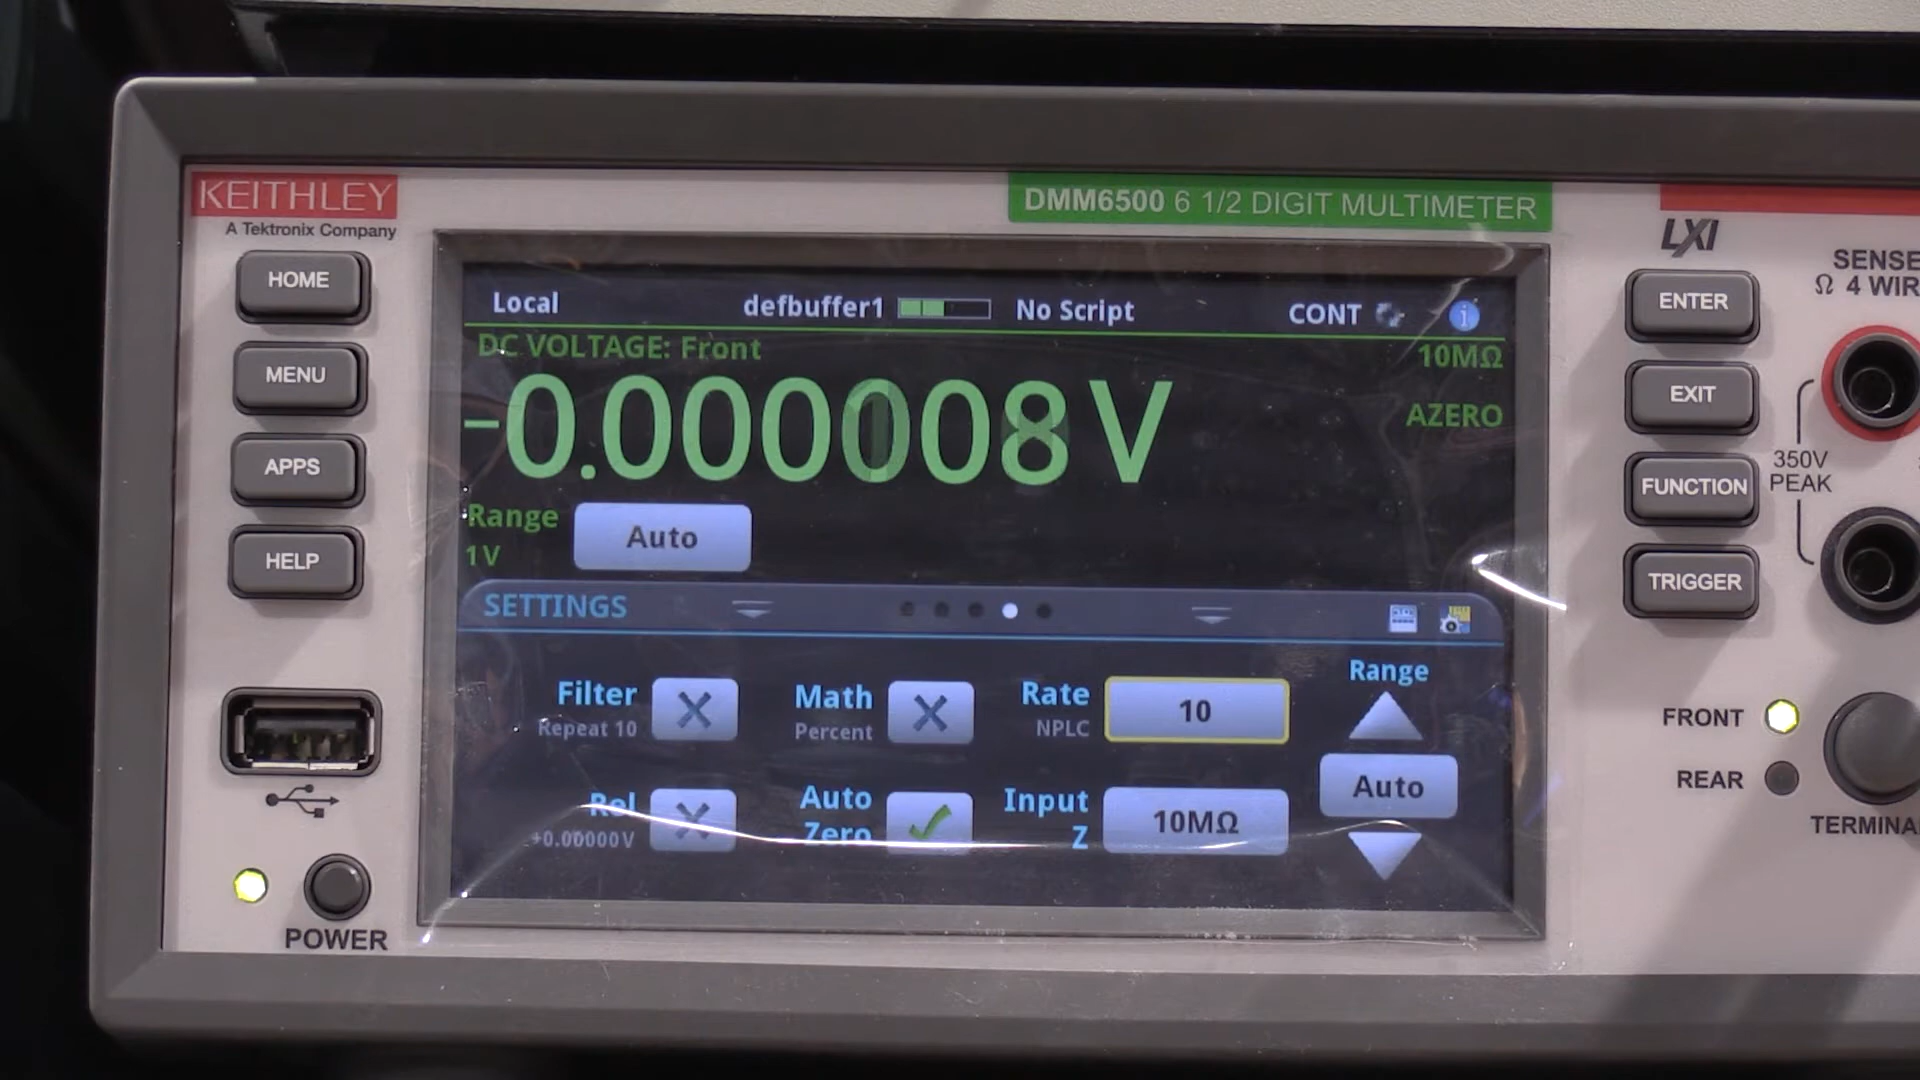 KEITHLEY
A Tektronix Company
DMM6500 6 1/2 DIGIT MULTIMETER
LXI
HOME
MENU
APPS
HELP
POWER
Local defbuffer1 No Script CONT
DC VOLTAGE: Front 10MΩ
V
AZERO
Range Auto
1V
SETTINGS
Filter
Repeat 10
Math
Percent
Rate
NPLC
10
Range
Auto
Rel
+0.00000V
Auto
Zero
Input
Z
10MΩ
ENTER
EXIT
FUNCTION
TRIGGER
SENSE
Ω 4 WIR
350V
PEAK
FRONT
REAR
TERMINA